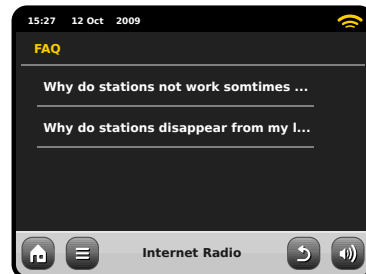 15:27 12 Oct 2009
FAQ
Why do stations not work somtimes ...
Why do stations disappear from my l...
Internet Radio